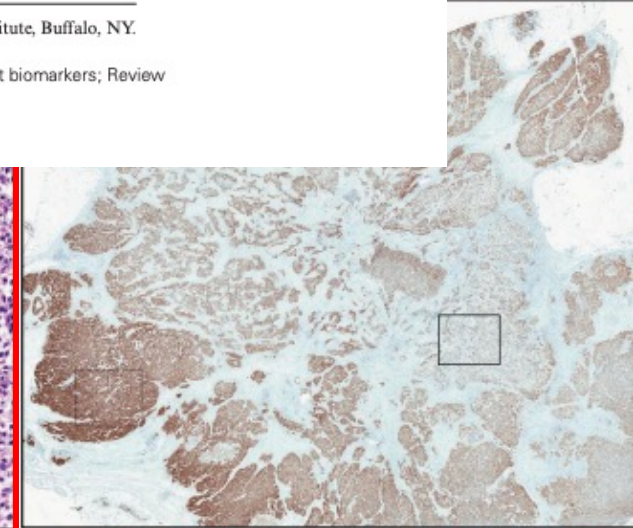 itute, Buffalo, NY.
t biomarkers; Review